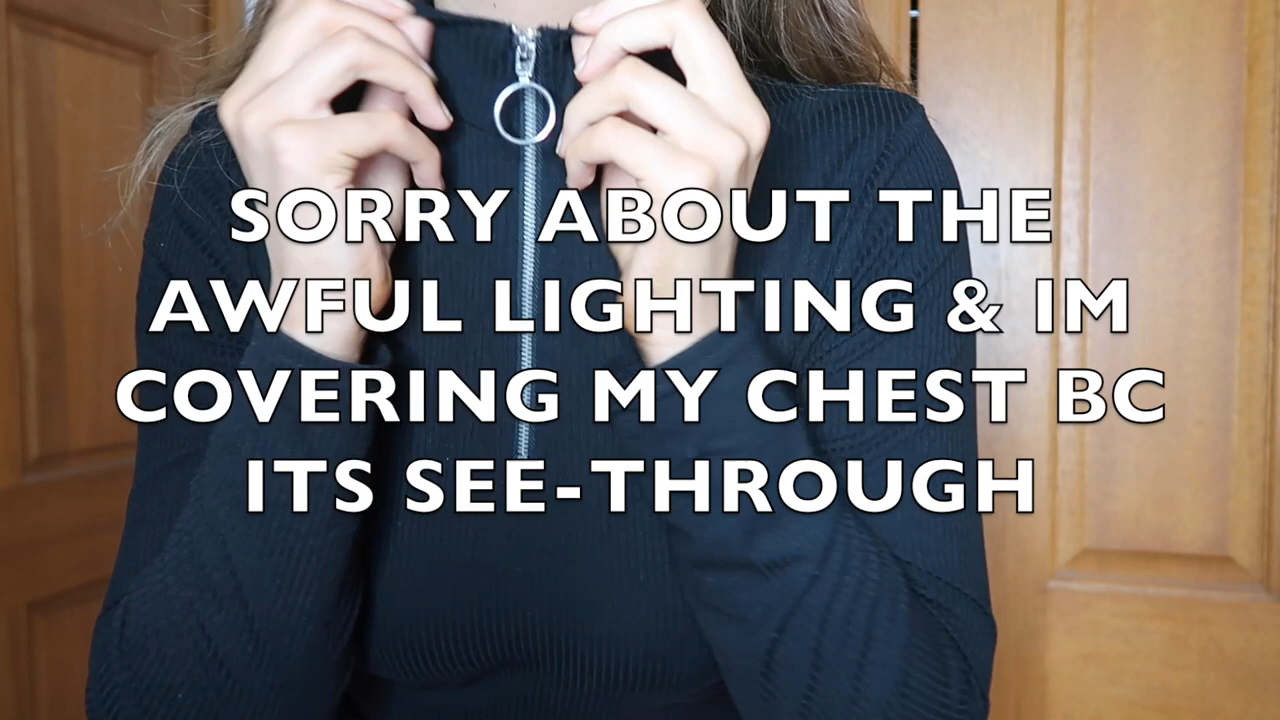 SORRY ABOUT THE
AWFUL LIGHTING & IM
COVERING MY CHEST BC
ITS SEE-THROUGH